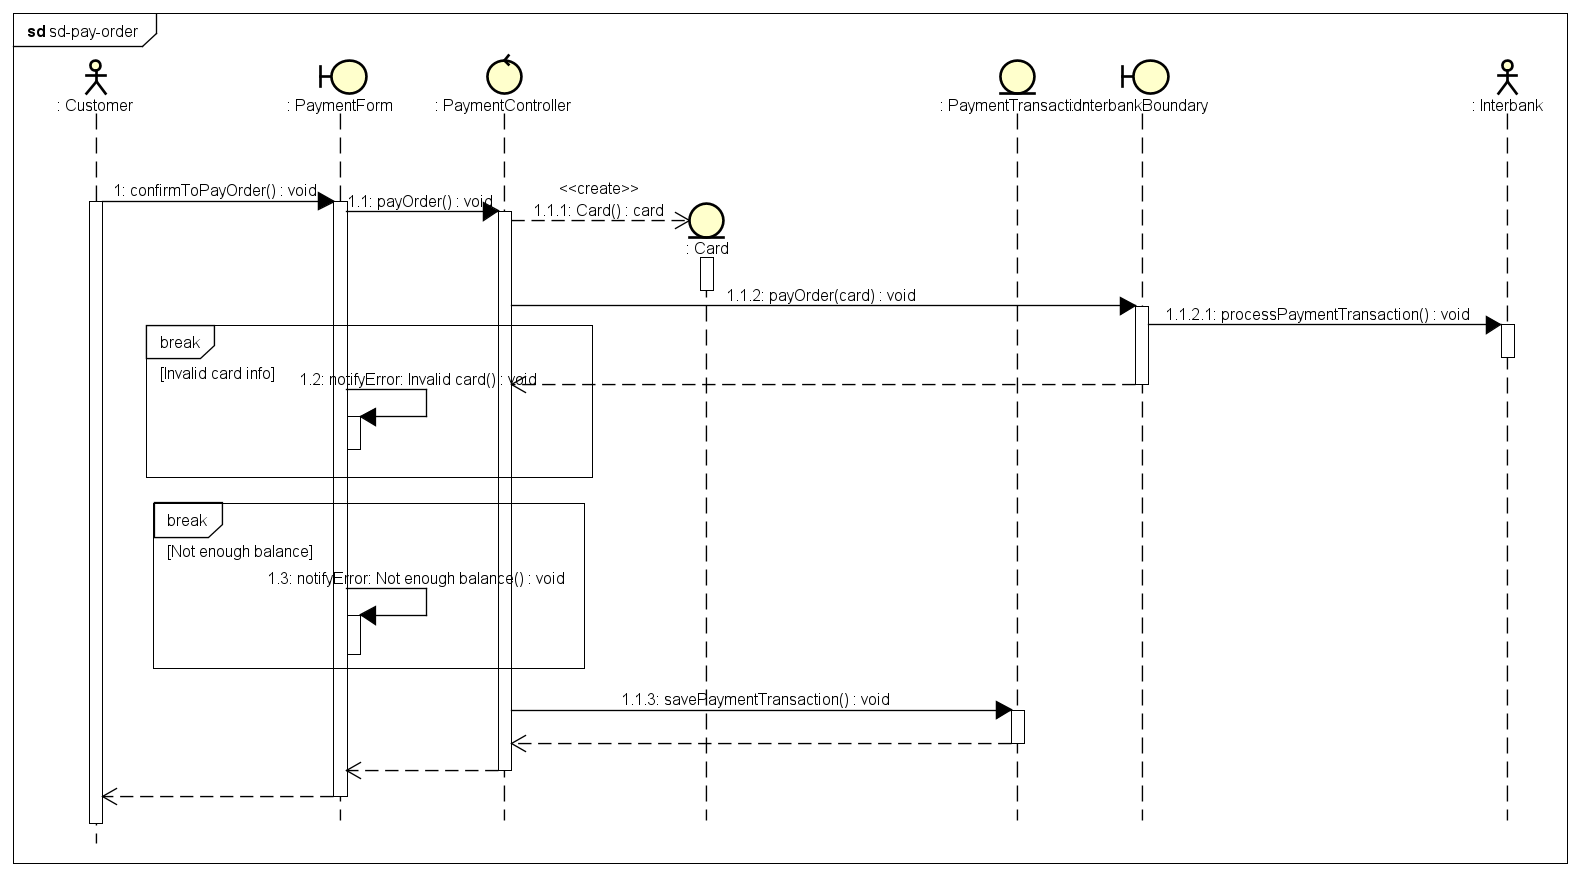 sd sd-pay-order
: Customer
: PaymentForm
: PaymentController
: PaymentTransacti
InterbankBoundary
: Interbank
1: confirmToPayOrder() : void
1.1: payOrder() : void
<<create>>
1.1.1: Card() : card
: Card
1.1.2: payOrder(card) : void
1.1.2.1: processPaymentTransaction() : void
break
[Invalid card info]
1.2: notifyError: Invalid card() : void
break
[Not enough balance]
1.3: notifyError: Not enough balance() : void
1.1.3: savePaymentTransaction() : void